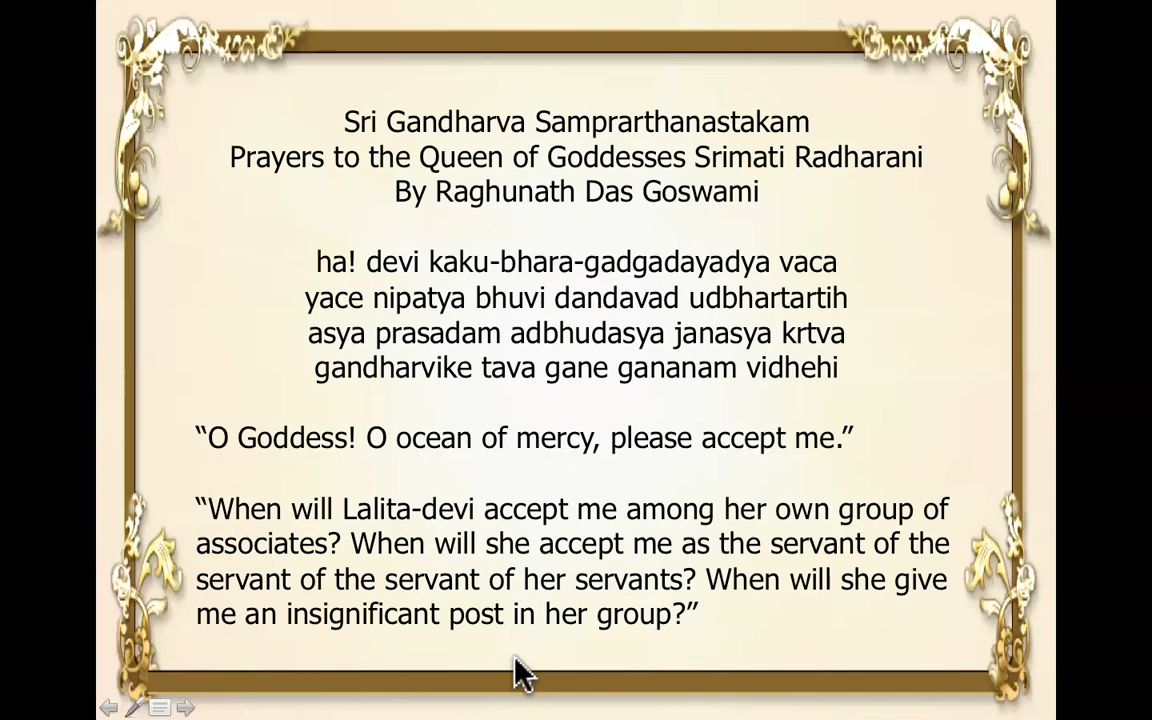 Sri Gandharva Samprarthanastakam
Prayers to the Queen of Goddesses Srimati Radharani
By Raghunath Das Goswami
ha! devi kaku-bhara-gadgadayadya vaca
yace nipatya bhuvi dandavad udbhartartih
asya prasadam adbhudasya janasya krtva
gandharvike tava gane gananam vidhehi
“O Goddess! O ocean of mercy, please accept me.”
“When will Lalita-devi accept me among her own group of
associates? When will she accept me as the servant of the
servant of the servant of her servants? When will she give
me an insignificant post in her group?”